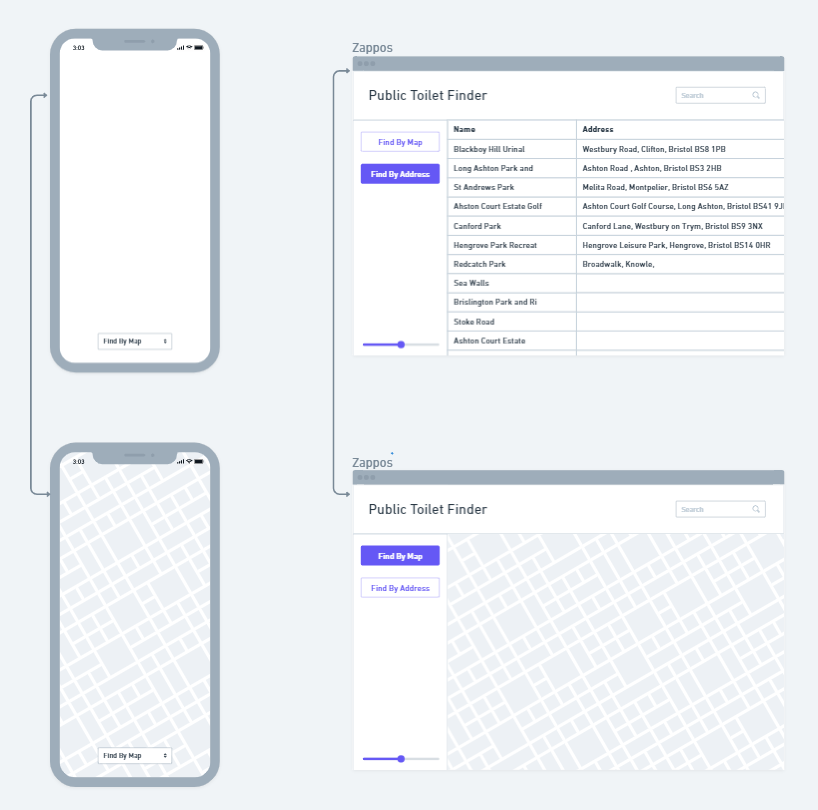 3:03
Find By Map
Zappos
Public Toilet Finder
Search
Find By Map
Find By Address
Name Address
Blackboy Hill Urinal Westbury Road, Clifton, Bristol BS8 1PB
Long Ashton Park and Ashton Road , Ashton, Bristol BS3 2HB
St Andrews Park Melita Road, Montpelier, Bristol BS6 5AZ
Ahston Court Estate Golf Ashton Court Golf Course, Long Ashton, Bristol BS41 9J
Canford Park Canford Lane, Westbury on Trym, Bristol BS9 3NX
Hengrove Park Recreat Hengrove Leisure Park, Hengrove, Bristol BS14 0HR
Redcatch Park Broadwalk, Knowle,
Sea Walls
Brislington Park and Ri
Stoke Road
Ashton Court Estate
3:03
Find By Map
Zappos
Public Toilet Finder
Search
Find By Map
Find By Address